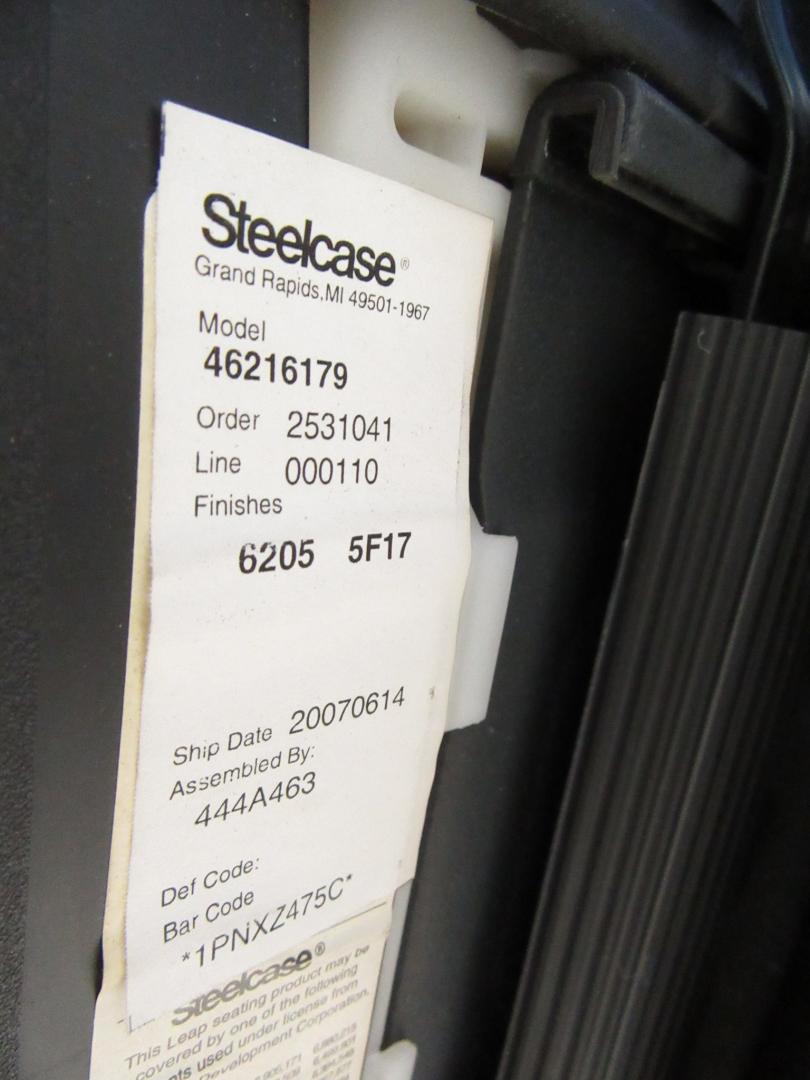 Steelcase®
Grand Rapids,MI 49501-1967
Model
46216179
Order 2531041
Line 000110
Finishes
6205 5F17
Ship Date 20070614
Assembled By:
444A463
Def Code:
Bar Code
*1PNXZ475C*
Steelcase®
This Leap seating product may be
covered by one of the following
nts used under license from
Development Corporation.